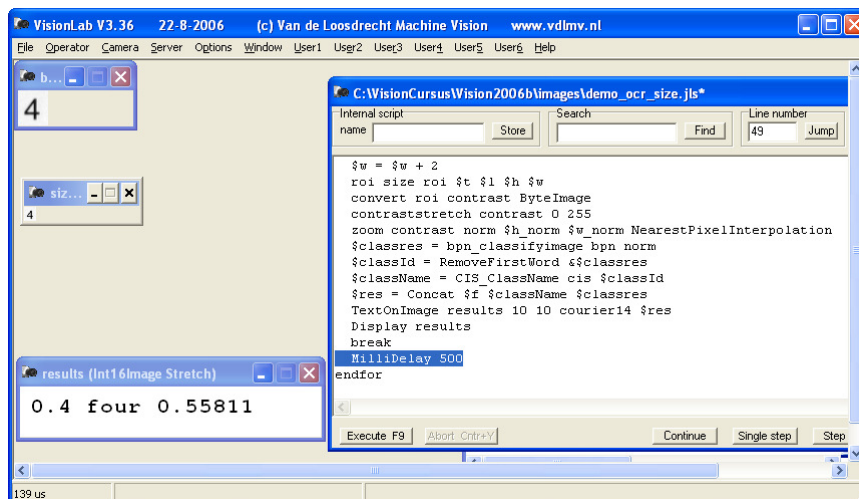 VisionLab V3.36 22-8-2006 (c) Van de Loosdrecht Machine Vision www.vdlmv.nl
File Operator Camera Server Options Window User1 User2 User3 User4 User5 User6 Help
b...
4
siz...
4
C:\VisionCursus\Vision2006b\images\demo_ocr_size.jls*
Internal script
name
Store
Search
Find
Line number
49
Jump
$w = $w + 2
roi size roi $t $l $h $w
convert roi contrast ByteImage
contraststretch contrast 0 255
zoom contrast norm $h_norm $w_norm NearestPixelInterpolation
$classres = bpn_classifyimage bpn norm
$classId = RemoveFirstWord &$classres
$className = CIS_ClassName cis $classId
$res = Concat $f $className $classres
TextOnImage results 10 10 courier14 $res
Display results
break
MilliDelay 500
endfor
Execute F9 Abort Cntr+Y Continue Single step Step
results (Int16Image Stretch)
0.4 four 0.55811
139 us